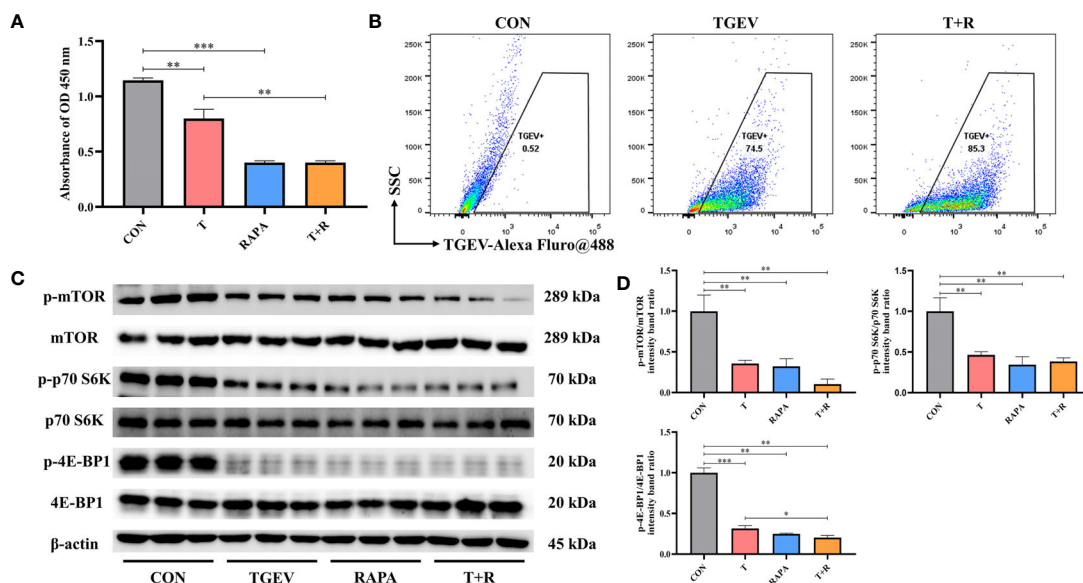 A
Absorbance of OD 450 nm
1.5
1.0
0.5
0.0
***
**
**
CON
T
RAPA
T+R
B
CON
TGEV
T+R
250K
200K
150K
100K
50K
0
TGEV+
0.52
0 10^3 10^4 10^5
250K
200K
150K
100K
50K
0
TGEV+
74.5
0 10^3 10^4 10^5
250K
200K
150K
100K
50K
0
TGEV+
85.3
0 10^3 10^4 10^5
SSC
TGEV-Alexa Fluro@488
C
p-mTOR 289 kDa
mTOR 289 kDa
p-p70 S6K 70 kDa
p70 S6K 70 kDa
p-4E-BP1 20 kDa
4E-BP1 20 kDa
β-actin 45 kDa
CON TGEV RAPA T+R
D
p-mTOR/mTOR
intensity band ratio
1.5
1.0
0.5
0.0
**
**
**
CON
T
RAPA
T+R
p-p70 S6K/p70 S6K
intensity band ratio
1.5
1.0
0.5
0.0
**
**
**
CON
T
RAPA
T+R
p-4E-BP1/4E-BP1
intensity band ratio
1.5
1.0
0.5
0.0
**
**
***
*
CON
T
RAPA
T+R